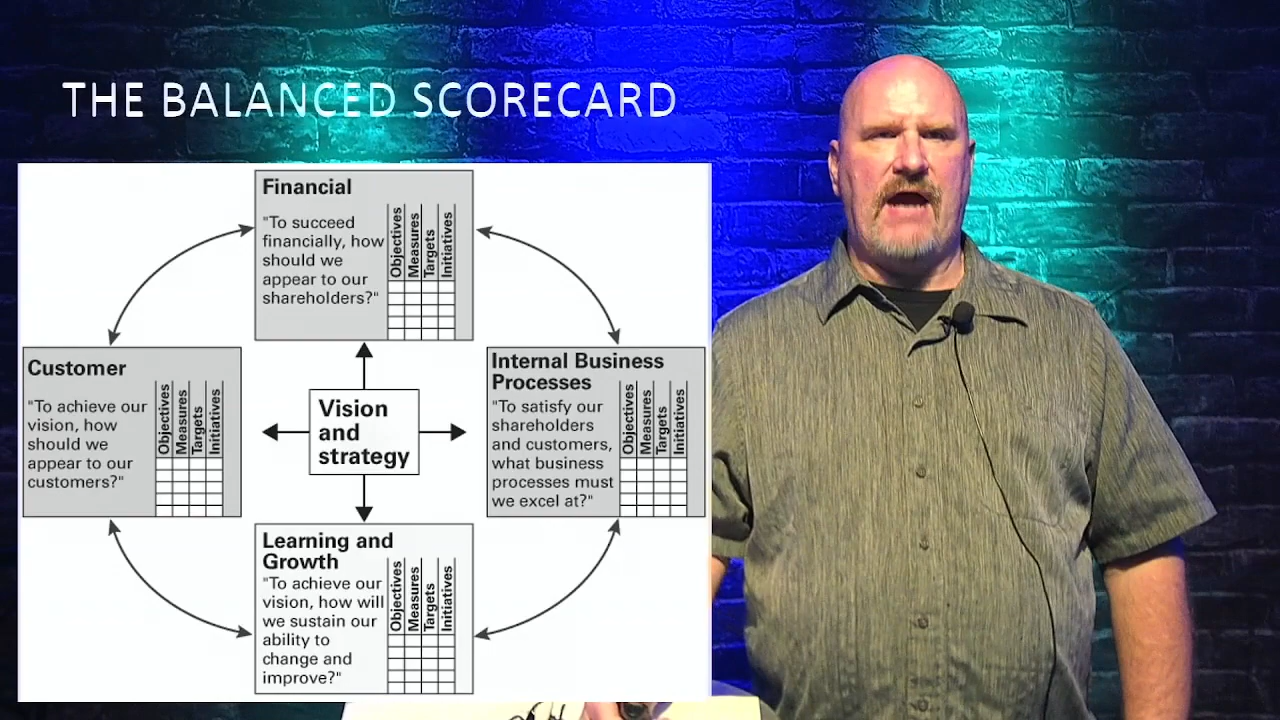 THE BALANCED SCORECARD
Financial
"To succeed
financially, how
should we
appear to our
shareholders?"
Objectives
Measures
Targets
Initiatives
Customer
"To achieve our
vision, how
should we
appear to our
customers?"
Objectives
Measures
Targets
Initiatives
Vision
and
strategy
Internal Business
Processes
"To satisfy our
shareholders
and customers,
what business
processes must
we excel at?"
Objectives
Measures
Targets
Initiatives
Learning and
Growth
"To achieve our
vision, how will
we sustain our
ability to
change and
improve?"
Objectives
Measures
Targets
Initiatives